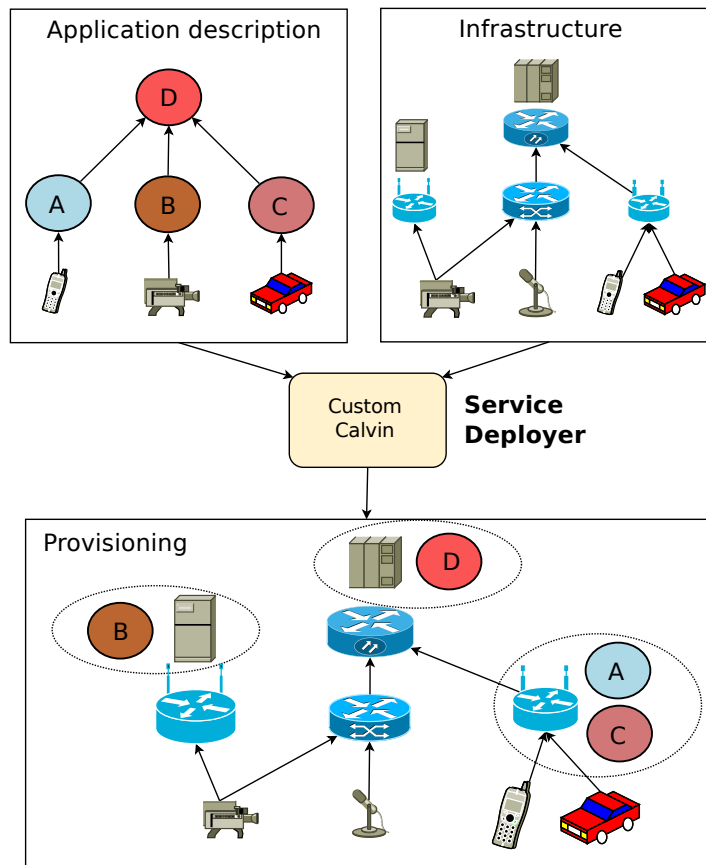 Application description
D
A
B
C
Infrastructure
Custom
Calvin
Service
Deployer
Provisioning
D
B
A
C